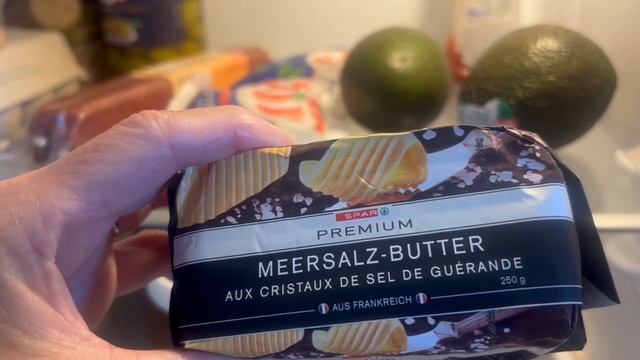 SPAR
PREMIUM
MEERSALZ-BUTTER
AUX CRISTAUX DE SEL DE GUÉRANDE
250 g
AUS FRANKREICH